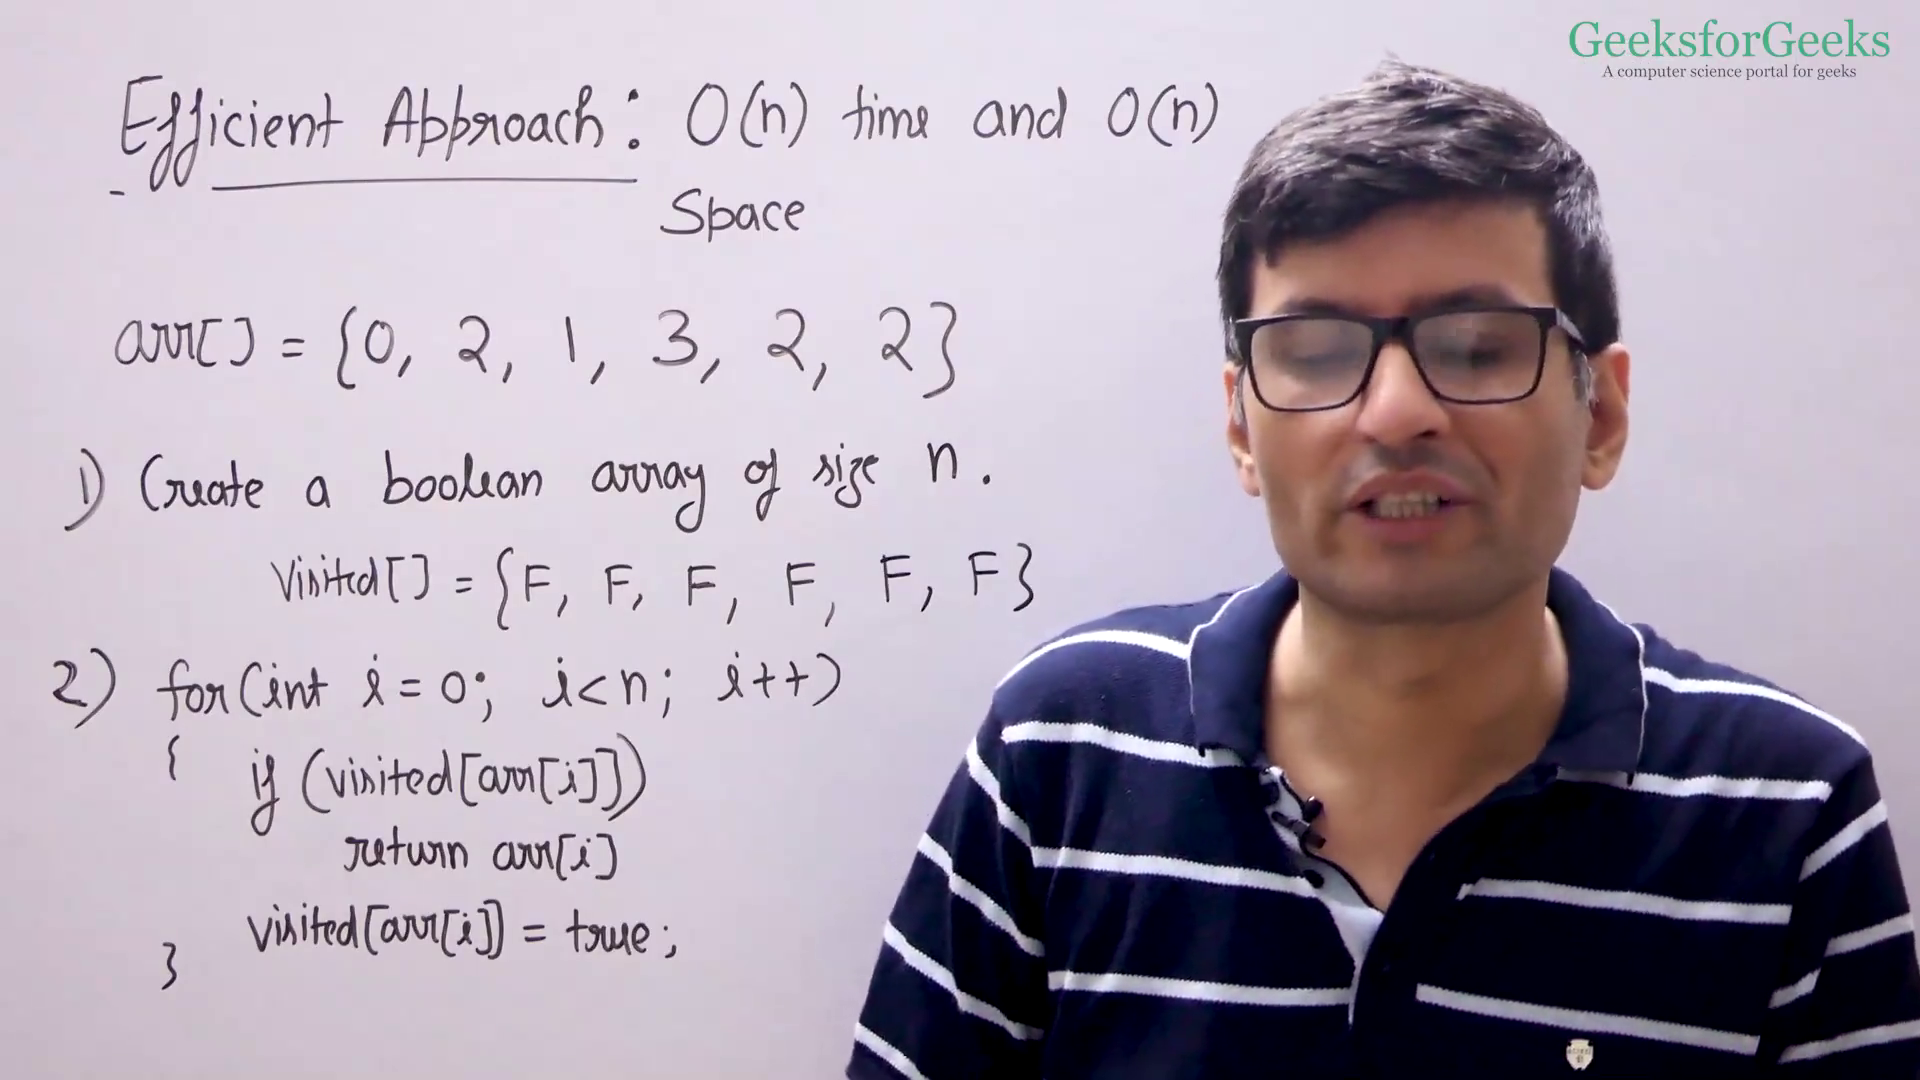 GeeksforGeeks
A computer science portal for geeks
Efficient Approach: O(n) time and O(n)
Space
arr[] = {0, 2, 1, 3, 2, 2}
1) Create a boolean array of size n.
Visited[] = {F, F, F, F, F, F}
2) for(int i=0; i<n; i++)
{ if (visited[arr[i]])
return arr[i]
visited[arr[i]] = true;
}